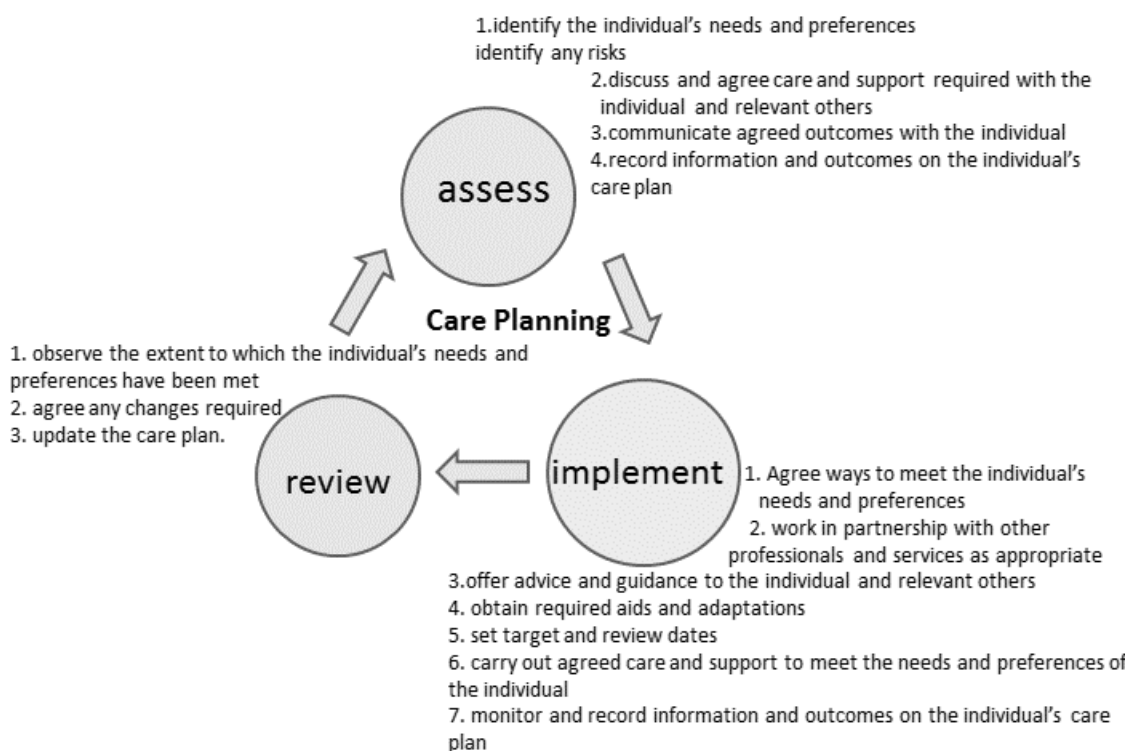 1.identify the individual's needs and preferences
identify any risks
2.discuss and agree care and support required with the
individual and relevant others
3.communicate agreed outcomes with the individual
4.record information and outcomes on the individual's
care plan
assess
Care Planning
1. observe the extent to which the individual's needs and
preferences have been met
2. agree any changes required
3. update the care plan.
review
implement
1. Agree ways to meet the individual's
needs and preferences
2. work in partnership with other
professionals and services as appropriate
3.offer advice and guidance to the individual and relevant others
4. obtain required aids and adaptations
5. set target and review dates
6. carry out agreed care and support to meet the needs and preferences of
the individual
7. monitor and record information and outcomes on the individual's care
plan